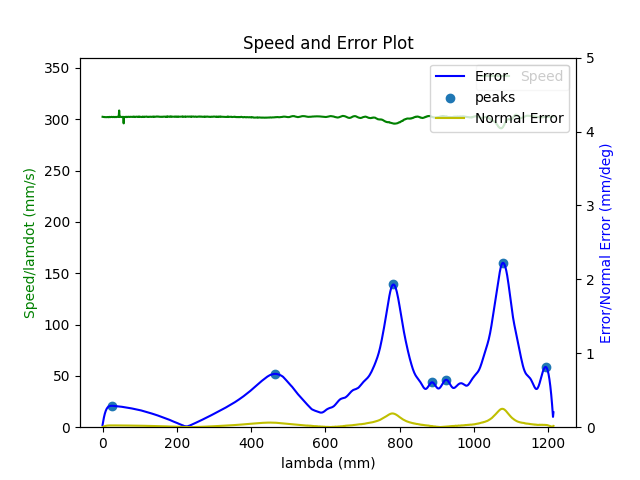 Speed and Error Plot
350
300
250
200
150
100
50
0
Speed/lamdot (mm/s)
0 200 400 600 800 1000 1200
lambda (mm)
5
4
3
2
1
0
Error/Normal Error (mm/deg)
Speed
Error
peaks
Normal Error